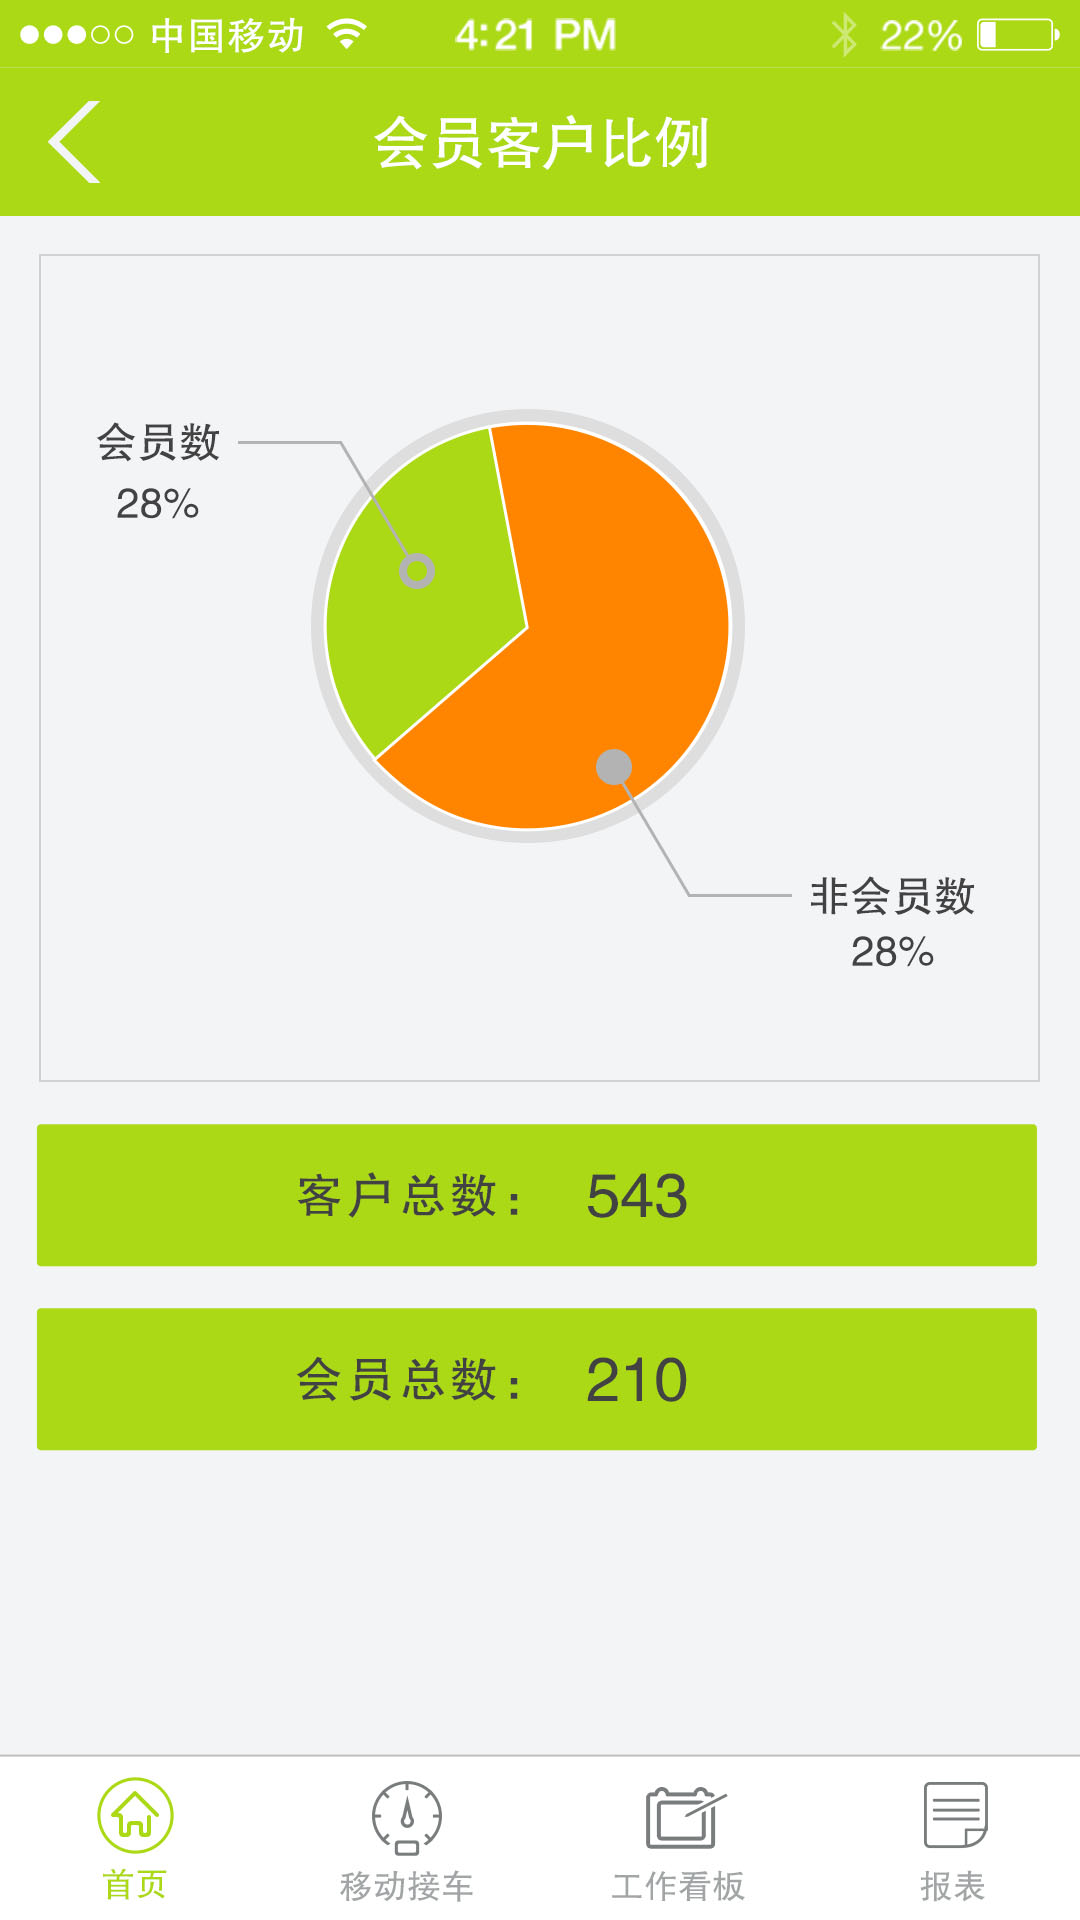 中国移动 4:21 PM 22%
会员客户比例
会员数
28%
非会员数
28%
客户总数： 543
会员总数： 210
首页 移动接车 工作看板 报表